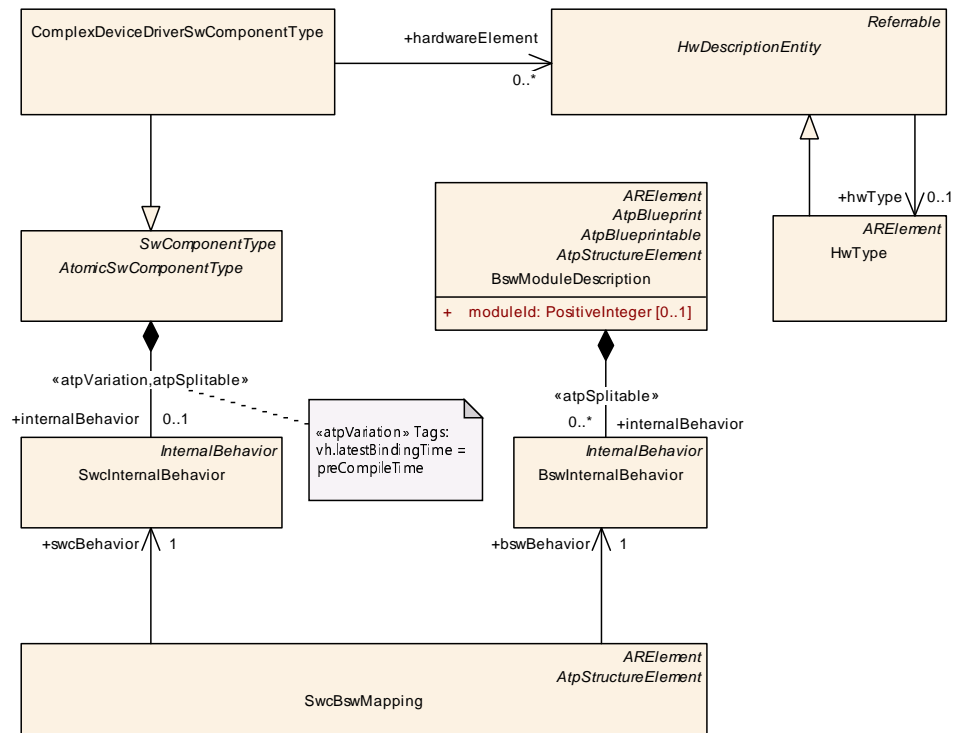 ComplexDeviceDriverSwComponentType
+hardwareElement
0..*
Referrable
HwDescriptionEntity
+hwType
0..1
ARElement
HwType
SwComponentType
AtomicSwComponentType
ARElement
AtpBlueprint
AtpBlueprintable
AtpStructureElement
BswModuleDescription
+ moduleId: PositiveInteger [0..1]
«atpVariation,atpSplitable»
+internalBehavior
0..1
«atpVariation» Tags:
vh.latestBindingTime =
preCompileTime
«atpSplitable»
0..*
+internalBehavior
InternalBehavior
SwcInternalBehavior
InternalBehavior
BswInternalBehavior
+swcBehavior
1
+bswBehavior
1
ARElement
AtpStructureElement
SwcBswMapping